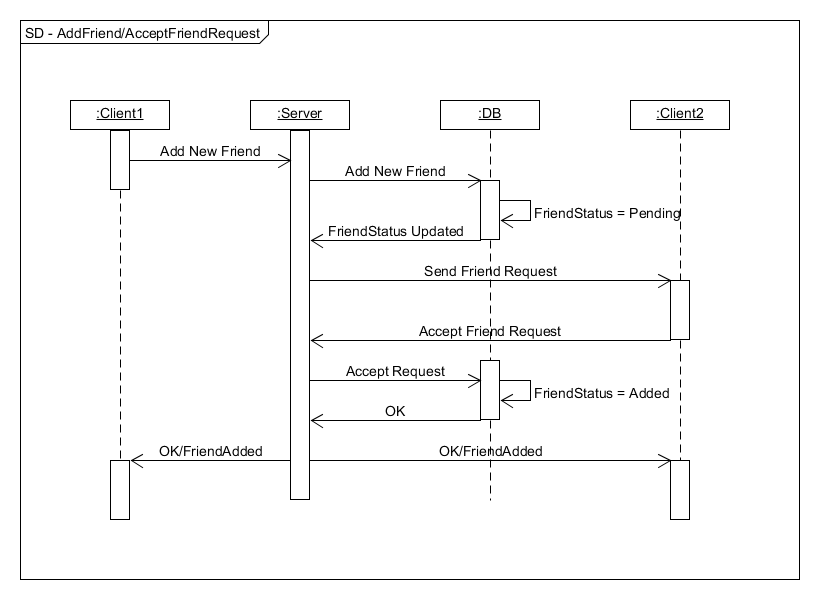 SD - AddFriend/AcceptFriendRequest
:Client1
:Server
:DB
:Client2
Add New Friend
Add New Friend
FriendStatus = Pending
FriendStatus Updated
Send Friend Request
Accept Friend Request
Accept Request
FriendStatus = Added
OK
OK/FriendAdded
OK/FriendAdded